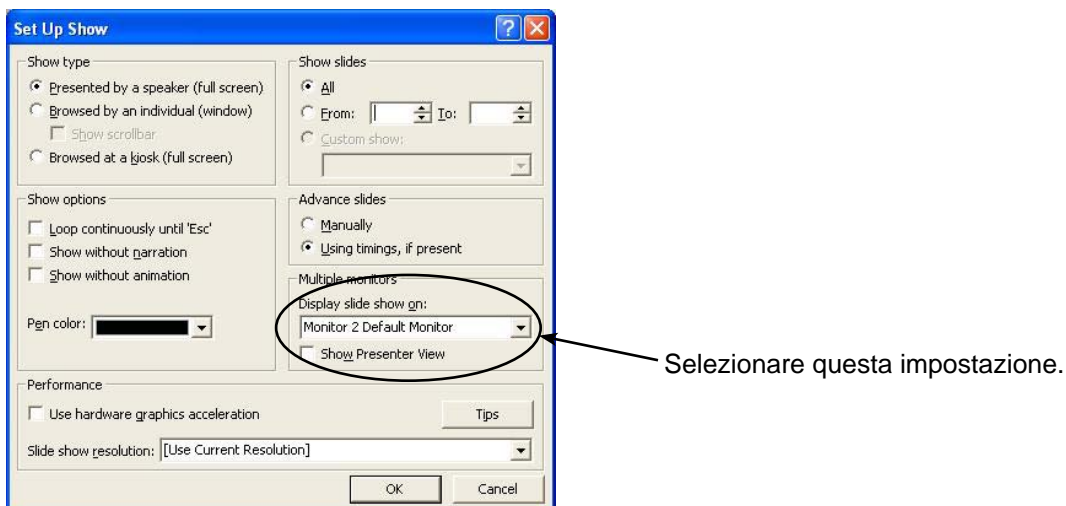 Set Up Show
Show type
Presented by a speaker (full screen)
Browsed by an individual (window)
Show scrollbar
Browsed at a kiosk (full screen)
Show slides
All
From: To:
Custom show:
Show options
Loop continuously until 'Esc'
Show without narration
Show without animation
Pen color:
Advance slides
Manually
Using timings, if present
Multiple monitors
Display slide show on:
Monitor 2 Default Monitor
Show Presenter View
Selezionare questa impostazione.
Performance
Use hardware graphics acceleration
Tips
Slide show resolution: [Use Current Resolution]
OK Cancel